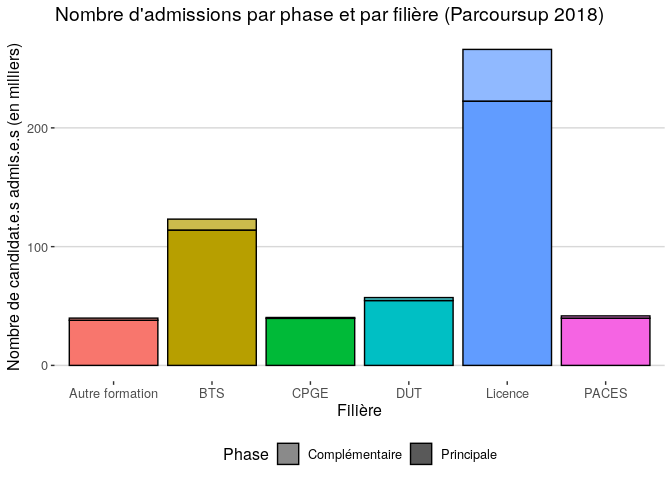 Nombre d'admissions par phase et par filière (Parcoursup 2018)
Nombre de candidat.e.s admis.e.s (en milliers)
200
100
0
Autre formation BTS CPGE DUT Licence PACES
Filière
Phase Complémentaire Principale